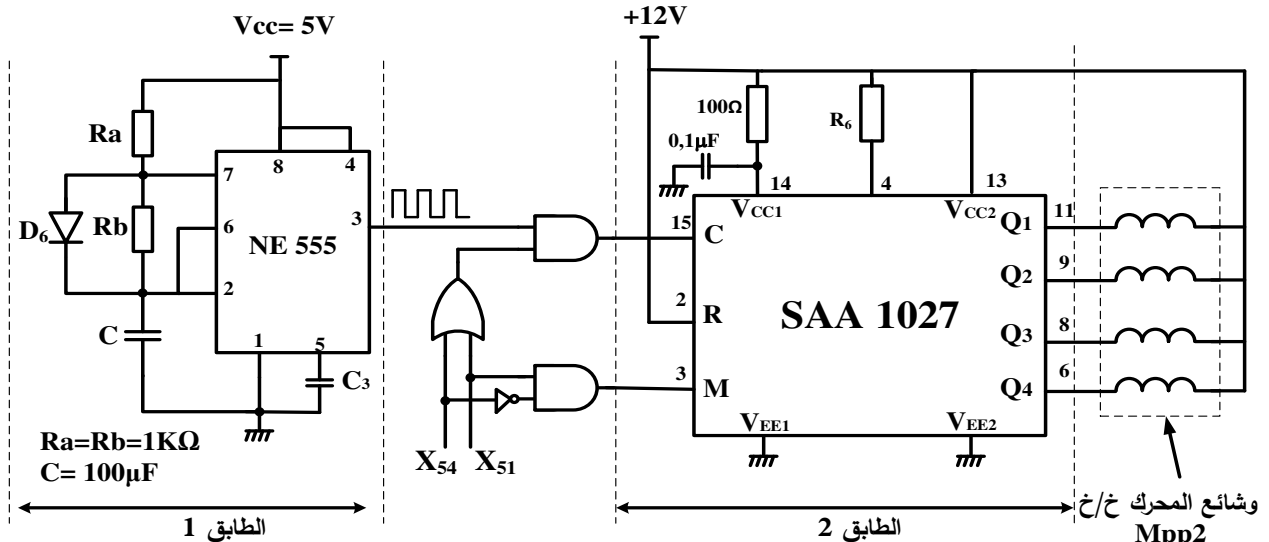 Vcc= 5V
+12V
Ra
100Ω
R₆
0,1µF
8
4
14
4
13
7
VCC1
VCC2
11
D₆
Rb
6
3
15
C
Q1
NE 555
9
2
Q2
2
R
SAA 1027
8
C
1
5
Q3
C₃
3
M
6
Q4
VEE1
VEE2
Ra=Rb=1KΩ
C= 100µF
X54
X51
الطابق 1
الطابق 2
وشائع المحرك خ/خ
Mpp2